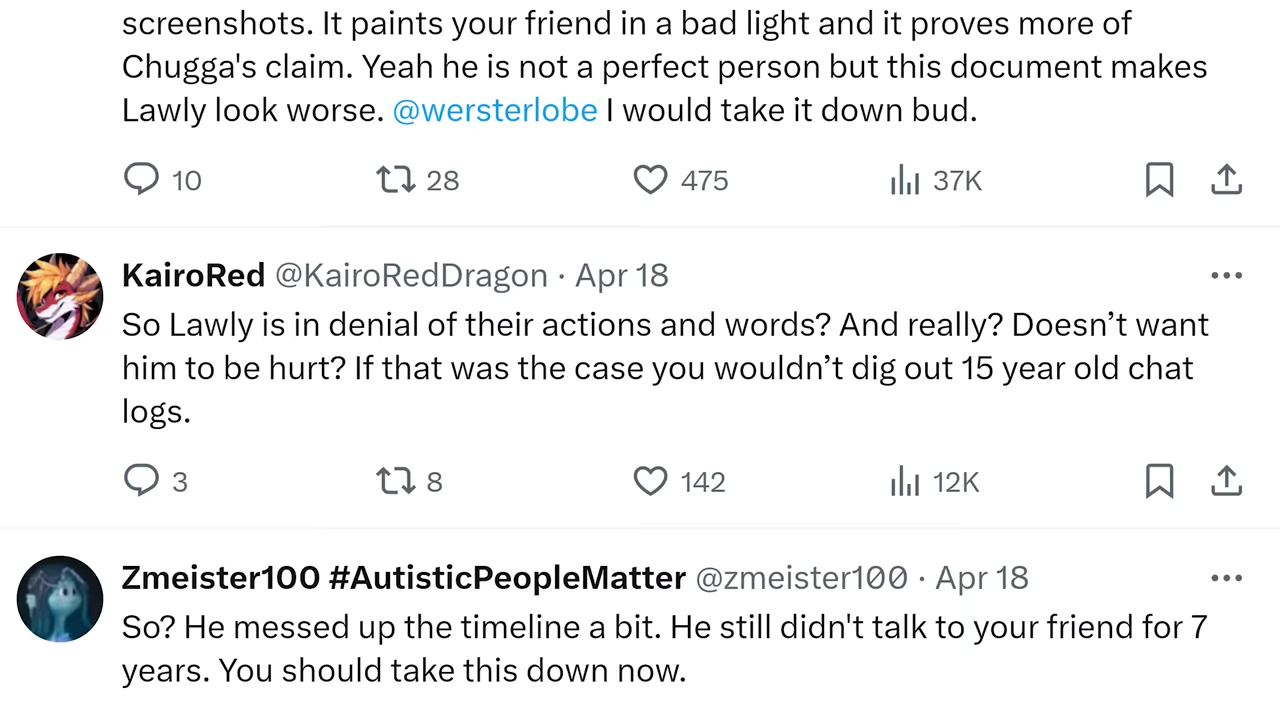 screenshots. It paints your friend in a bad light and it proves more of
Chugga's claim. Yeah he is not a perfect person but this document makes
Lawly look worse. @wersterlobe I would take it down bud.
10 28 475 37K
KairoRed @KairoRedDragon · Apr 18
So Lawly is in denial of their actions and words? And really? Doesn’t want
him to be hurt? If that was the case you wouldn’t dig out 15 year old chat
logs.
3 8 142 12K
Zmeister100 #AutisticPeopleMatter @zmeister100 · Apr 18
So? He messed up the timeline a bit. He still didn't talk to your friend for 7
years. You should take this down now.